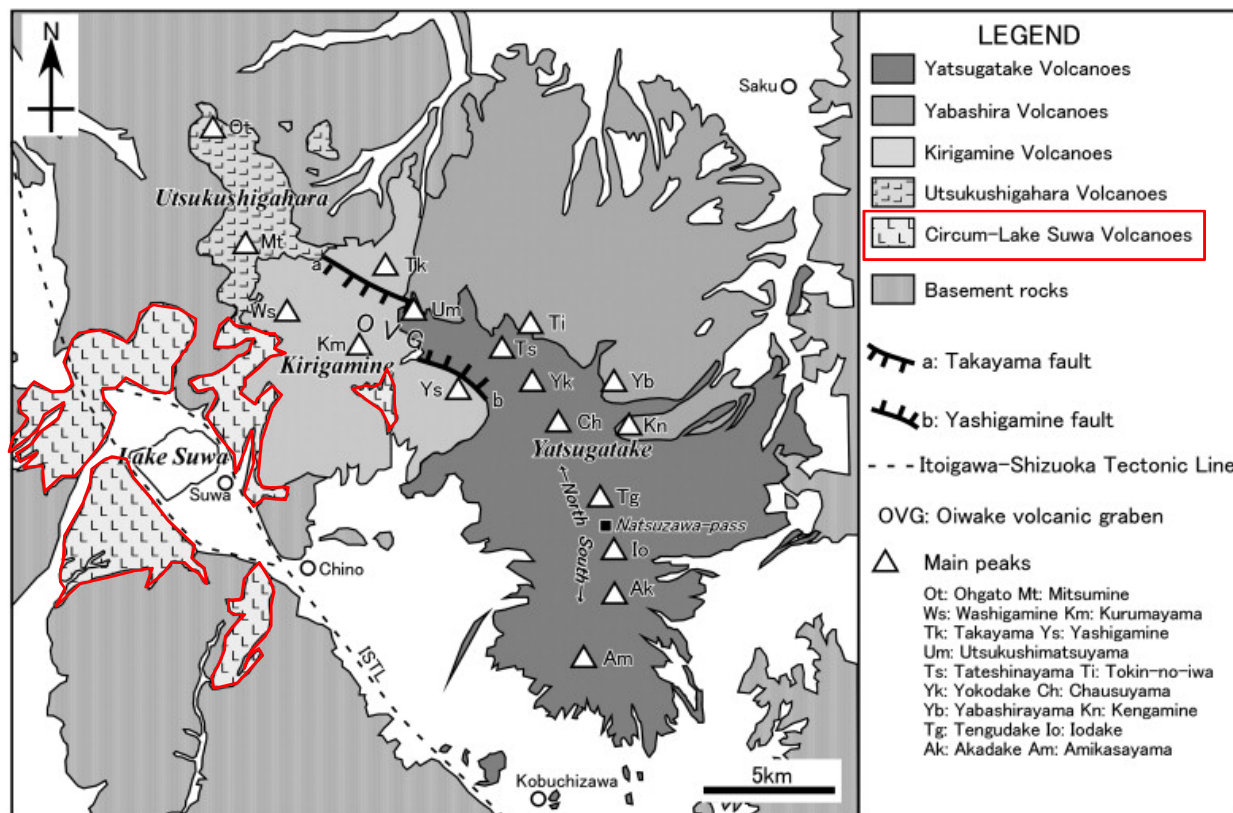 N
Saku
Ot
Utsukushigahara
Mt
a
Tk
Ws
O V G
Um
Ti
Km
Ts
Kirigamine
Ys
b
Yk
Yb
Ch
Kn
Lake Suwa
Yatsugatake
Suwa
←North
South→
Tg
Natsuzawa-pass
Io
Chino
Ak
ISTL
Am
Kobuchizawa
5km
LEGEND
Yatsugatake Volcanoes
Yabashira Volcanoes
Kirigamine Volcanoes
Utsukushigahara Volcanoes
Circum-Lake Suwa Volcanoes
Basement rocks
a: Takayama fault
b: Yashigamine fault
Itoigawa-Shizuoka Tectonic Line
OVG: Oiwake volcanic graben
Main peaks
Ot: Ohgato Mt: Mitsumine
Ws: Washigamine Km: Kurumayama
Tk: Takayama Ys: Yashigamine
Um: Utsukushimatsuyama
Ts: Tateshinayama Ti: Tokin-no-iwa
Yk: Yokodake Ch: Chausuyama
Yb: Yabashirayama Kn: Kengamine
Tg: Tengudake Io: Iodake
Ak: Akadake Am: Amikasayama